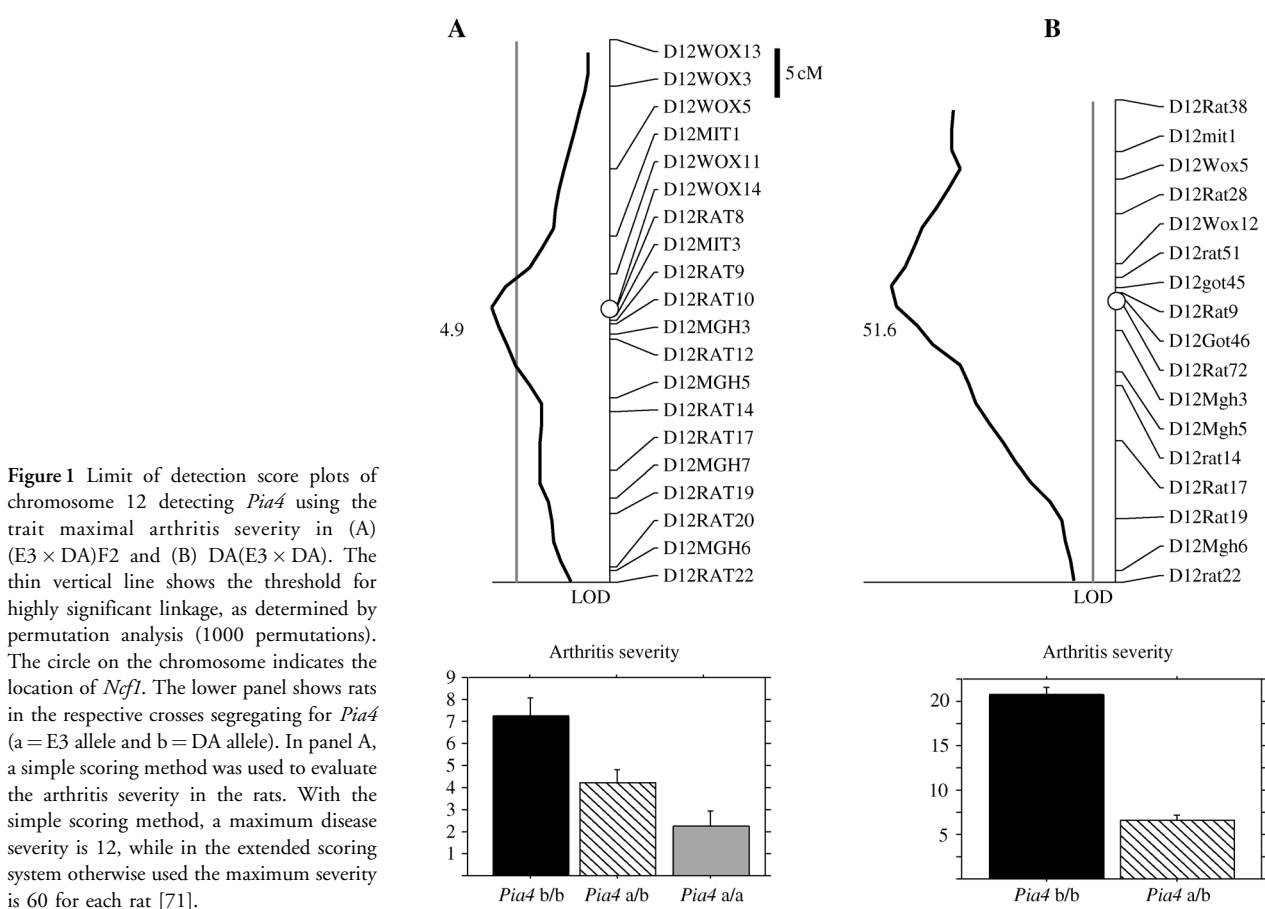 A
D12WOX13
D12WOX3
D12WOX5
D12MIT1
D12WOX11
D12WOX14
D12RAT8
D12MIT3
D12RAT9
D12RAT10
D12MGH3
D12RAT12
D12MGH5
D12RAT14
D12RAT17
D12MGH7
D12RAT19
D12RAT20
D12MGH6
D12RAT22
5 cM
4.9
LOD
B
D12Rat38
D12mit1
D12Wox5
D12Rat28
D12Wox12
D12rat51
D12got45
D12Rat9
D12Got46
D12Rat72
D12Mgh3
D12Mgh5
D12rat14
D12Rat17
D12Rat19
D12Mgh6
D12rat22
51.6
LOD
Arthritis severity
9
8
7
6
5
4
3
2
1
Pia4 b/b Pia4 a/b Pia4 a/a
Arthritis severity
20
15
10
5
Pia4 b/b Pia4 a/b
Figure 1 Limit of detection score plots of
chromosome 12 detecting Pia4 using the
trait maximal arthritis severity in (A)
(E3 × DA)F2 and (B) DA(E3 × DA). The
thin vertical line shows the threshold for
highly significant linkage, as determined by
permutation analysis (1000 permutations).
The circle on the chromosome indicates the
location of Ncf1. The lower panel shows rats
in the respective crosses segregating for Pia4
(a = E3 allele and b = DA allele). In panel A,
a simple scoring method was used to evaluate
the arthritis severity in the rats. With the
simple scoring method, a maximum disease
severity is 12, while in the extended scoring
system otherwise used the maximum severity
is 60 for each rat [71].